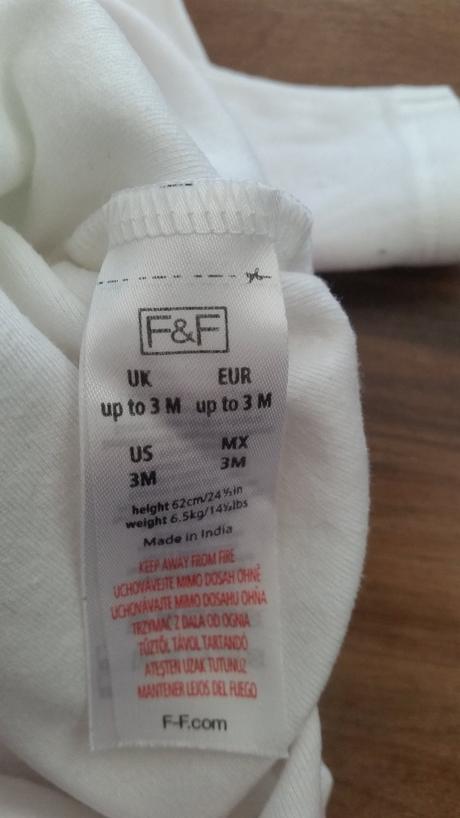 F&F
UK EUR
up to 3 M up to 3 M
US MX
3M 3M
height 62cm/24½in
weight 6.5kg/14½lbs
Made in India
KEEP AWAY FROM FIRE
UCHOVÁVEJTE MIMO DOSAH OHNĚ
UCHOVÁVAJTE MIMO DOSAHU OHŇA
TRZYMAĆ Z DALA OD OGNIA
TŰZTŐL TÁVOL TARTANDÓ
ATEŞTEN UZAK TUTUNUZ
MANTENER LEJOS DEL FUEGO
F-F.com